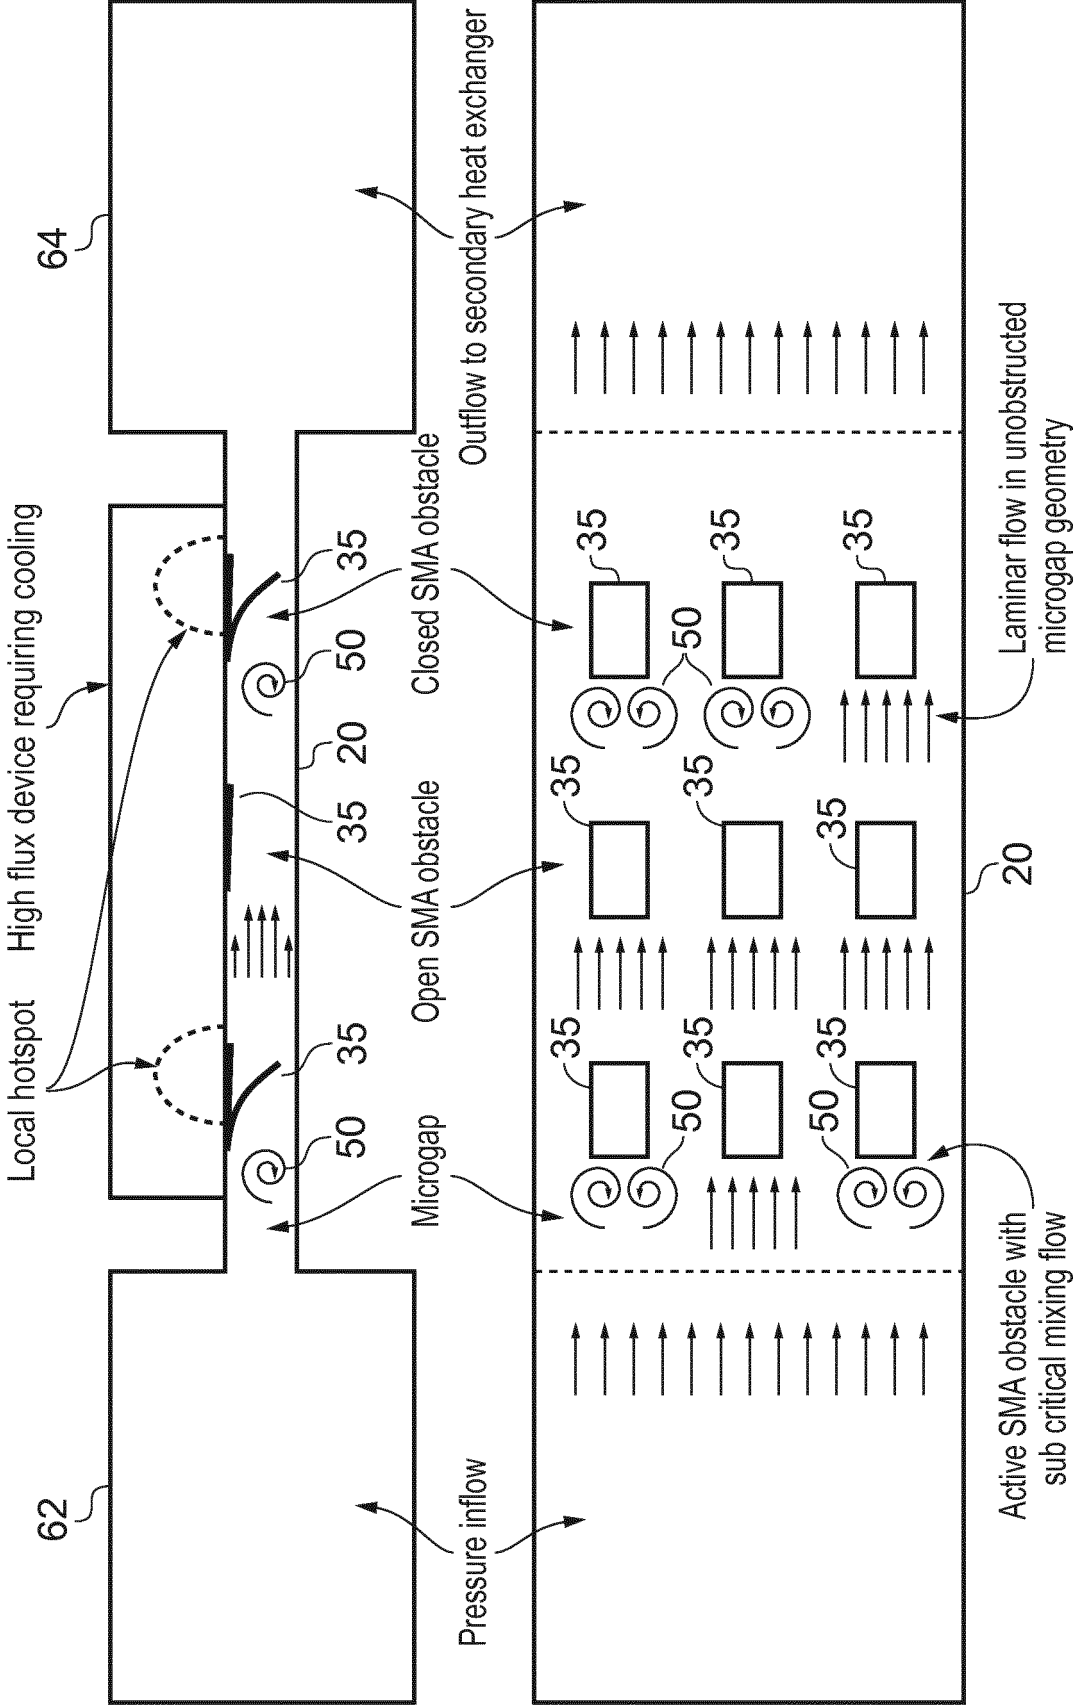 Local hotspot
High flux device requiring cooling
62
64
50
35
35
20
50
35
Microgap
Open SMA obstacle
Closed SMA obstacle
Pressure inflow
Outflow to secondary heat exchanger
35
35
35
50
50
35
35
35
50
35
35
35
20
Active SMA obstacle with
sub critical mixing flow
Laminar flow in unobstructed
microgap geometry